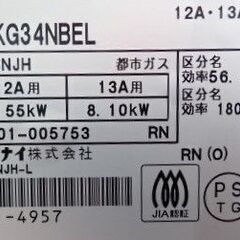 12A・13A
KG34NBEL
NJH 都市ガス 区分名
効率56.
2A用 13A用 区分名
55kW 8.10kW 効率
01-005753 RN
ナイ株式会社 RN (O)
NJH-L
-4957
JIA認証
PS
TG